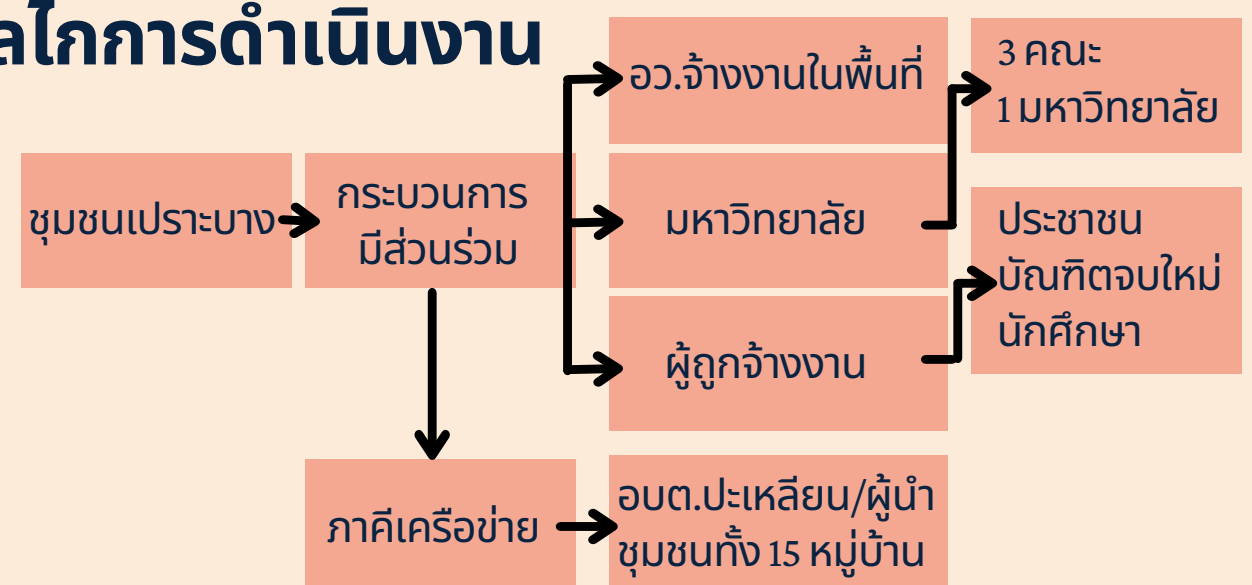 ลไกการดำเนินงาน
อว.จ้างงานในพื้นที่
3 คณะ
1 มหาวิทยาลัย
ชุมชนเปราะบาง
กระบวนการ
มีส่วนร่วม
มหาวิทยาลัย
ประชาชน
บัณฑิตจบใหม่
นักศึกษา
ผู้ถูกจ้างงาน
ภาคีเครือข่าย
อบต.ปะเหลียน/ผู้นำ
ชุมชนทั้ง 15 หมู่บ้าน